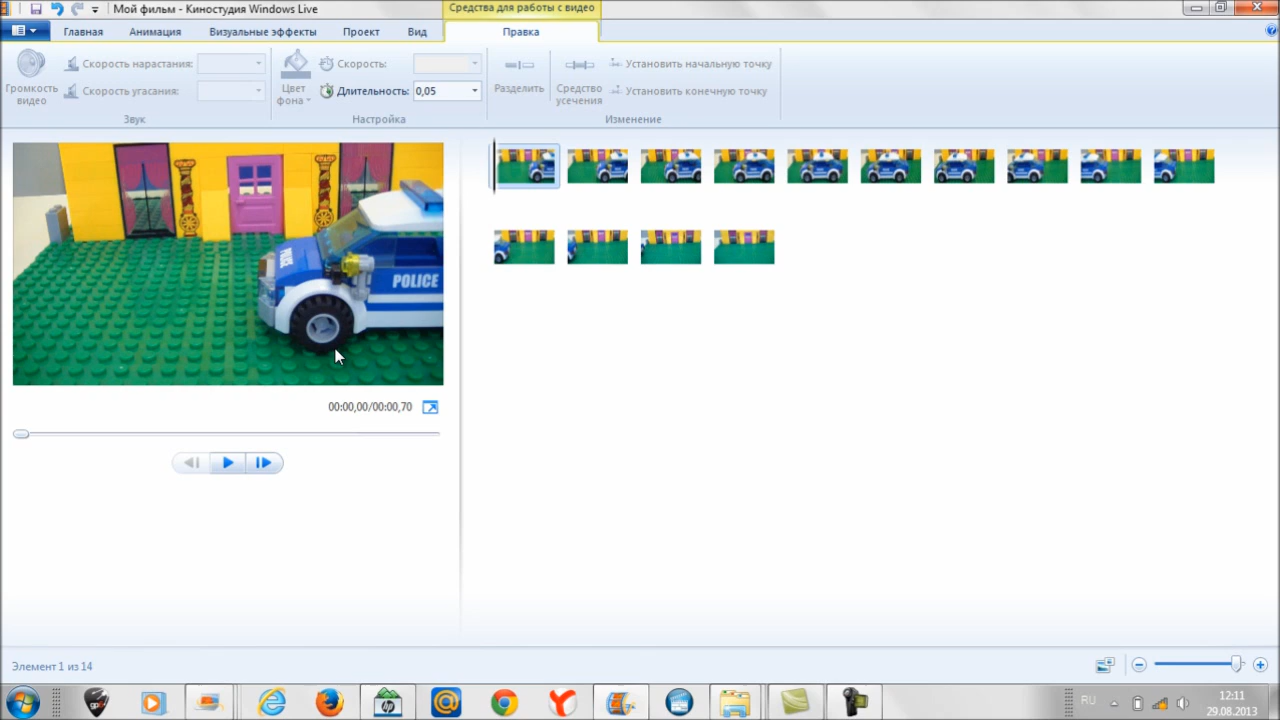 Мой фильм - Киностудия Windows Live
Средства для работы с видео
Главная Анимация Визуальные эффекты Проект Вид Правка
Громкость видео
Скорость нарастания:
Скорость угасания:
Звук
Цвет фона
Скорость:
Длительность: 0,05
Настройка
Разделить
Средство усечения
Установить начальную точку
Установить конечную точку
Изменение
POLICE
POLICE
00:00,00/00:00,70
Элемент 1 из 14
hp
RU
12:11
29.08.2013